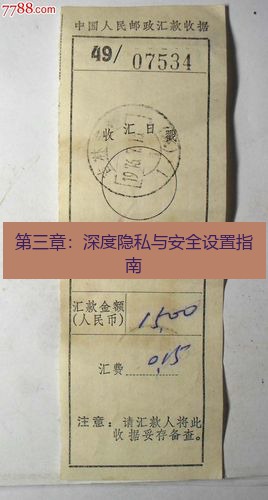 7788.com
中国人民邮政汇款收据
49/ 07534
收汇日戳
第三章：深度隐私与安全设置指
南
汇款金额
(人民币) 15.00
汇费 0.15
注意：请汇款人将此
收据妥存备查。